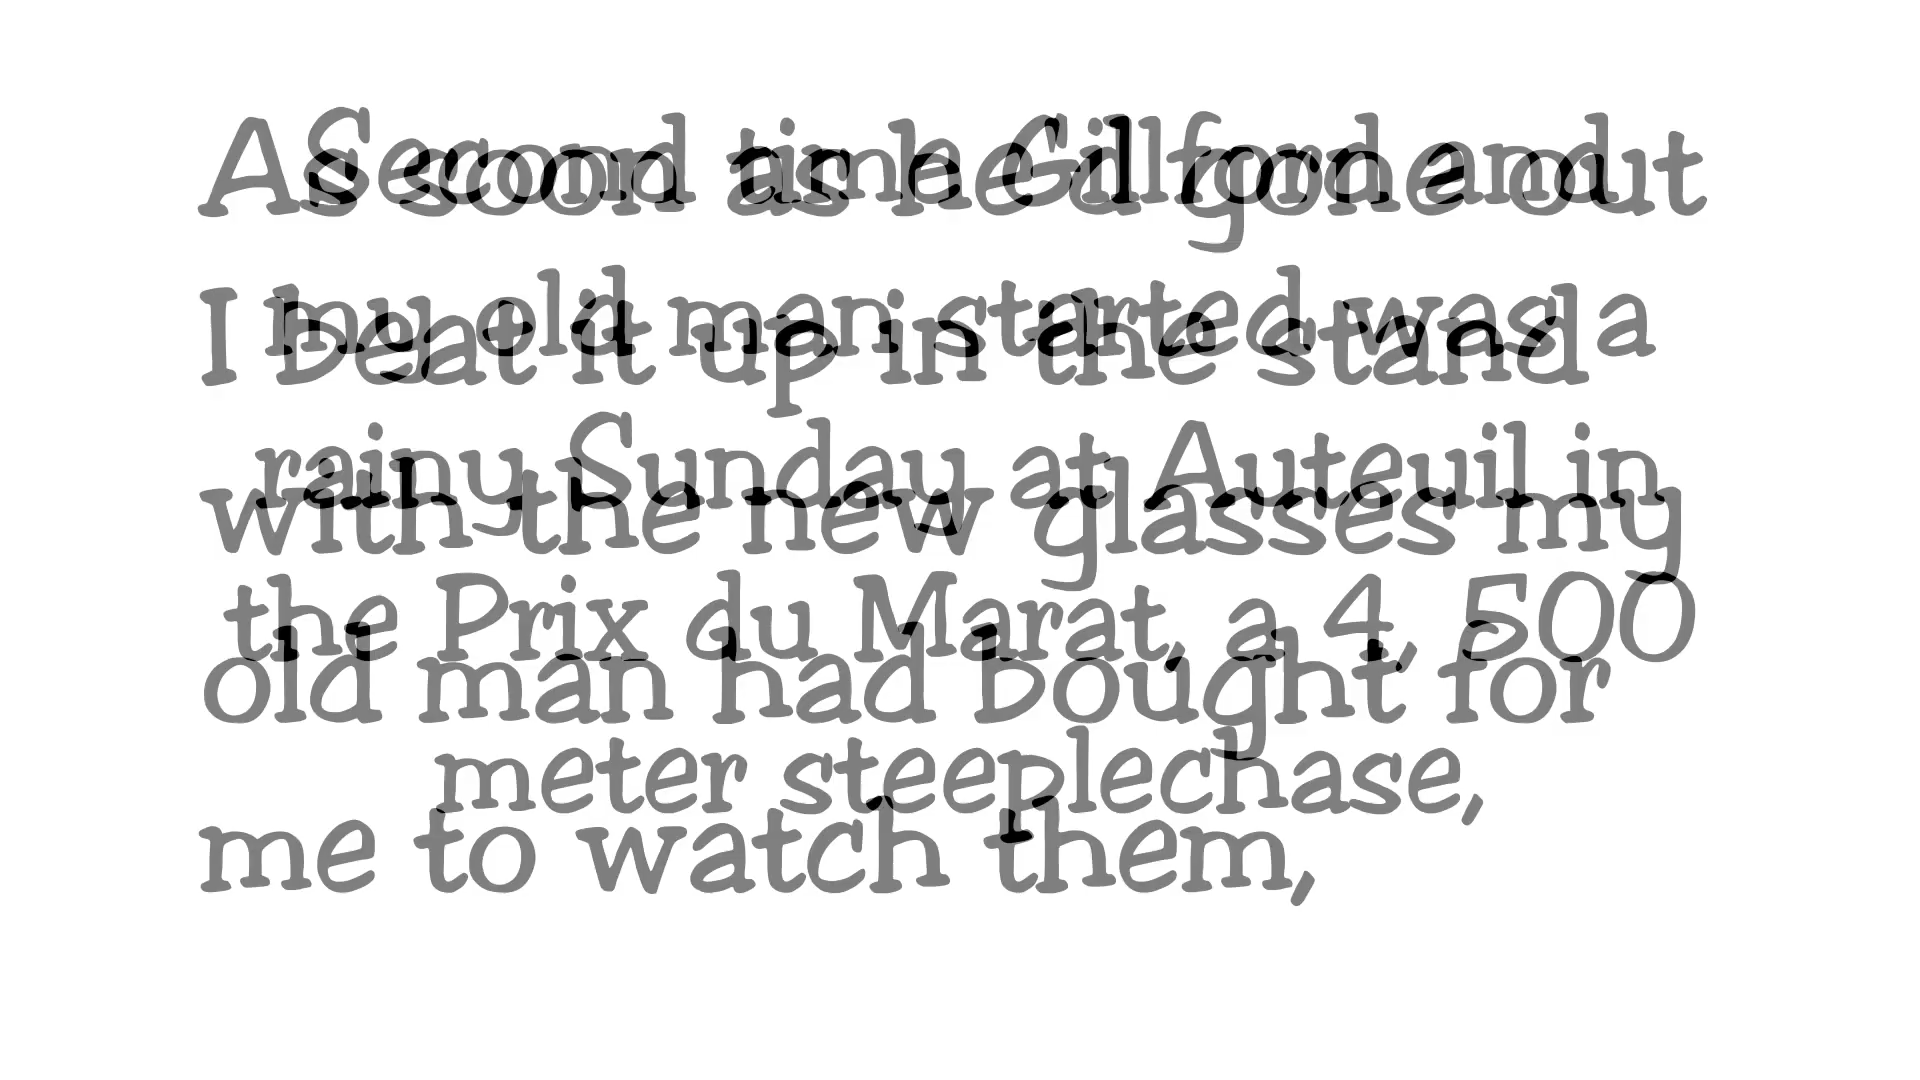 Second time Gillford and
my old man started was a
rainy Sunday at Auteuil in
the Prix du Marat, a 4, 500
meter steeplechase,
As soon as he'd gone out
I beat it up in the stand
with the new glasses my
old man had bought for
me to watch them,